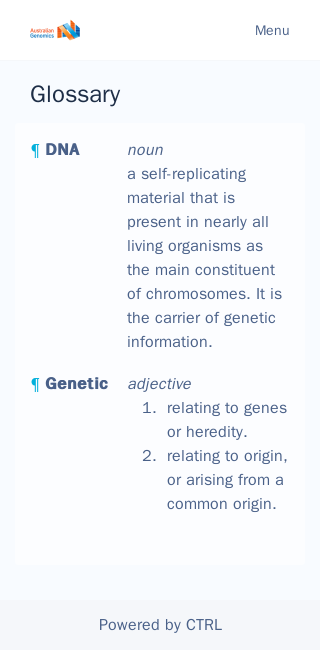 Australian
Genomics
Menu
Glossary
¶ DNA
noun
a self-replicating
material that is
present in nearly all
living organisms as
the main constituent
of chromosomes. It is
the carrier of genetic
information.
¶ Genetic
adjective
1. relating to genes
or heredity.
2. relating to origin,
or arising from a
common origin.
Powered by CTRL